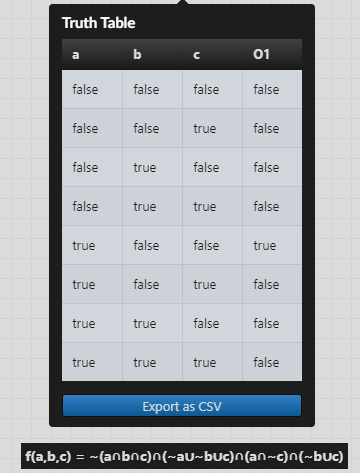 Truth Table
a b c O1
false false false false
false false true false
false true false false
false true true false
true false false true
true false true false
true true false false
true true true false
Export as CSV
f(a,b,c) = ~(a∩b∩c)∩(~a∪~b∪c)∩(a∩~c)∩(~b∪c)